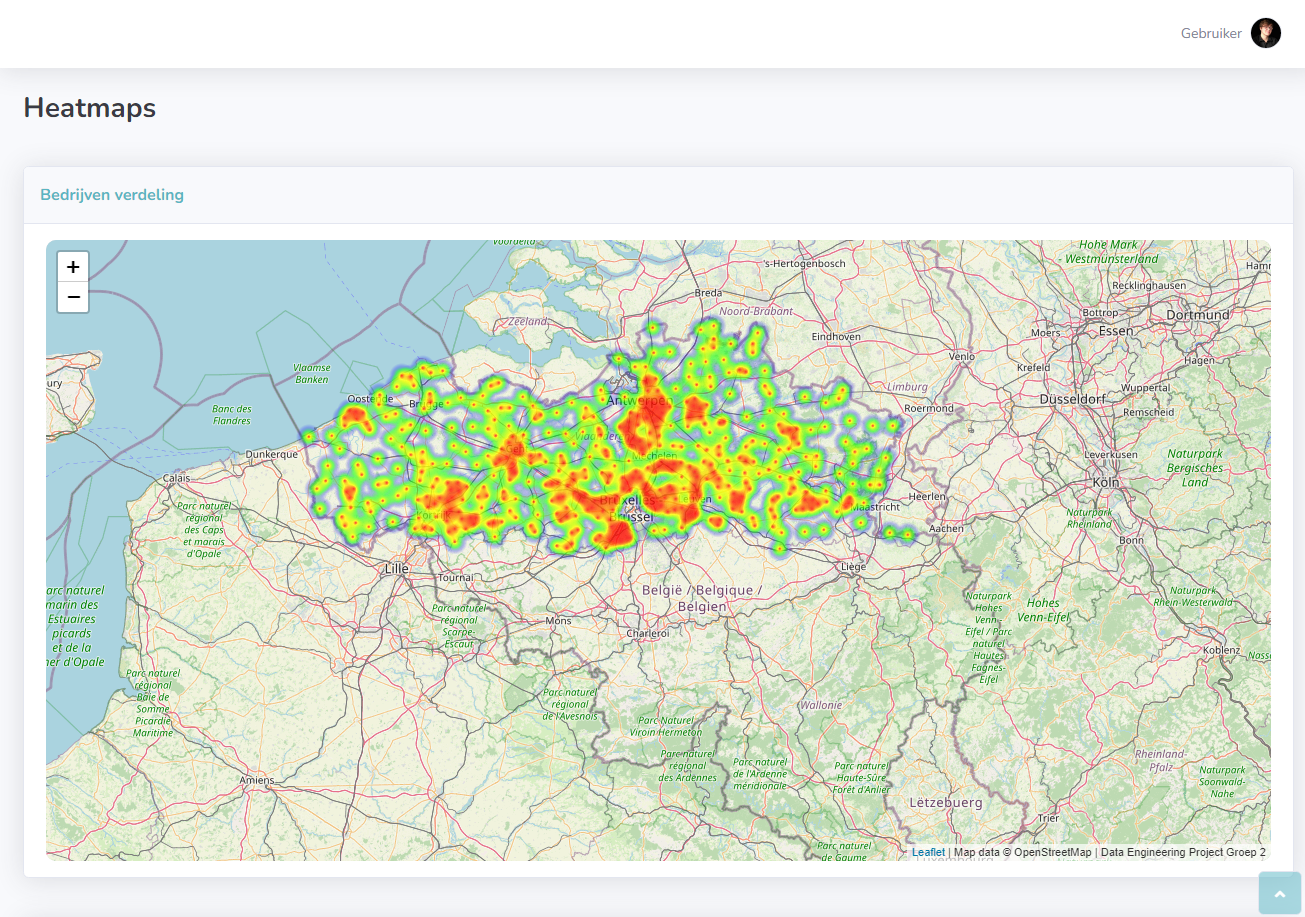 Gebruiker
Heatmaps
Bedrijven verdeling
+
−
Voordelta
Hohe Mark
- Westmünsterland
's-Hertogenbosch
Recklinghausen
Breda
Noord-Brabant
Bottrop
Dortmund
Zeeland
Essen
Moers
Eindhoven
Venlo
Hagen
Krefeld
Vlaamse
Banken
Limburg
Wuppertal
Oostende
Brugge
Antwerpen
Düsseldorf
Remscheid
Banc des
Flandres
Roermond
Mechelen
Dunkerque
Leverkusen
Naturpark
Bergisches
Land
Calais
Köln
Heerlen
Bruxelles
Brussel
Maastricht
Parc naturel
régional
des Caps
et marais
d'Opale
Naturpark
Rheinland
Aachen
Bonn
Lille
Tournai
Liège
België / Belgique /
Belgien
Parc naturel
régional
Scarpe-
Escaut
Mons
Charleroi
Naturpark
Hohes
Venn -
Eifel / Parc
naturel
Hautes
Fagnes-
Eifel
Hohes
Venn-Eifel
Naturpark
Rhein-Westerwald
marin des
Estuaires
picards
et de la
Koblenz
Parc naturel
régional
Baie de
Somme
Picardie
Maritime
Parc naturel
régional
de l'Avesnois
Parc Naturel
Viroin Hermeton
Wallonie
Parc naturel
régional
des Ardennes
Parc naturel
de l'Ardenne
méridionale
Parc naturel
Haute-Sûre
Forêt d'Anlier
Rheinland-
Pfalz
Naturpark
Soonwald-
Nahe
Amiens
Lëtzebuerg
Trier
Parc naturel
de Gaume
Leaflet | Map data © OpenStreetMap | Data Engineering Project Groep 2